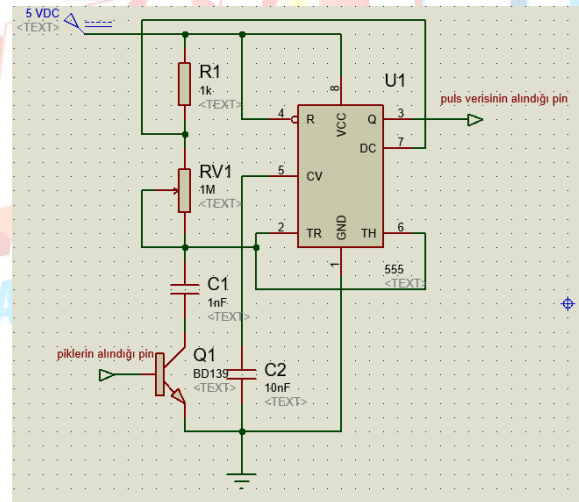 5 VDC
<TEXT>
R1
1k
<TEXT>
U1
puls verisinin alındığı pin
8
4
R
VCC
Q
3
DC
7
RV1
1M
<TEXT>
5
CV
2
TR
GND
TH
6
1
555
<TEXT>
C1
1nF
<TEXT>
piklerin alındığı pin
Q1
BD139
<TEXT>
C2
10nF
<TEXT>